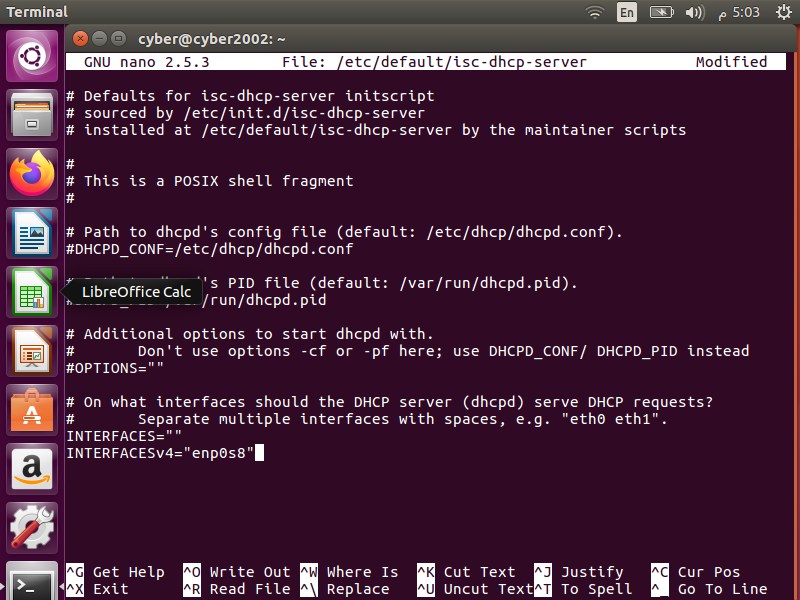 Terminal
En
5:03 م
cyber@cyber2002: ~
GNU nano 2.5.3 File: /etc/default/isc-dhcp-server Modified
# Defaults for isc-dhcp-server initscript
# sourced by /etc/init.d/isc-dhcp-server
# installed at /etc/default/isc-dhcp-server by the maintainer scripts
#
# This is a POSIX shell fragment
#
# Path to dhcpd's config file (default: /etc/dhcp/dhcpd.conf).
#DHCPD_CONF=/etc/dhcp/dhcpd.conf
's PID file (default: /var/run/dhcpd.pid).
LibreOffice Calc
/run/dhcpd.pid
# Additional options to start dhcpd with.
# Don't use options -cf or -pf here; use DHCPD_CONF/ DHCPD_PID instead
#OPTIONS=""
# On what interfaces should the DHCP server (dhcpd) serve DHCP requests?
# Separate multiple interfaces with spaces, e.g. "eth0 eth1".
INTERFACES=""
INTERFACESv4="enp0s8"
^G Get Help ^O Write Out ^W Where Is ^K Cut Text ^J Justify ^C Cur Pos
^X Exit ^R Read File ^\ Replace ^U Uncut Text ^T To Spell ^_ Go To Line